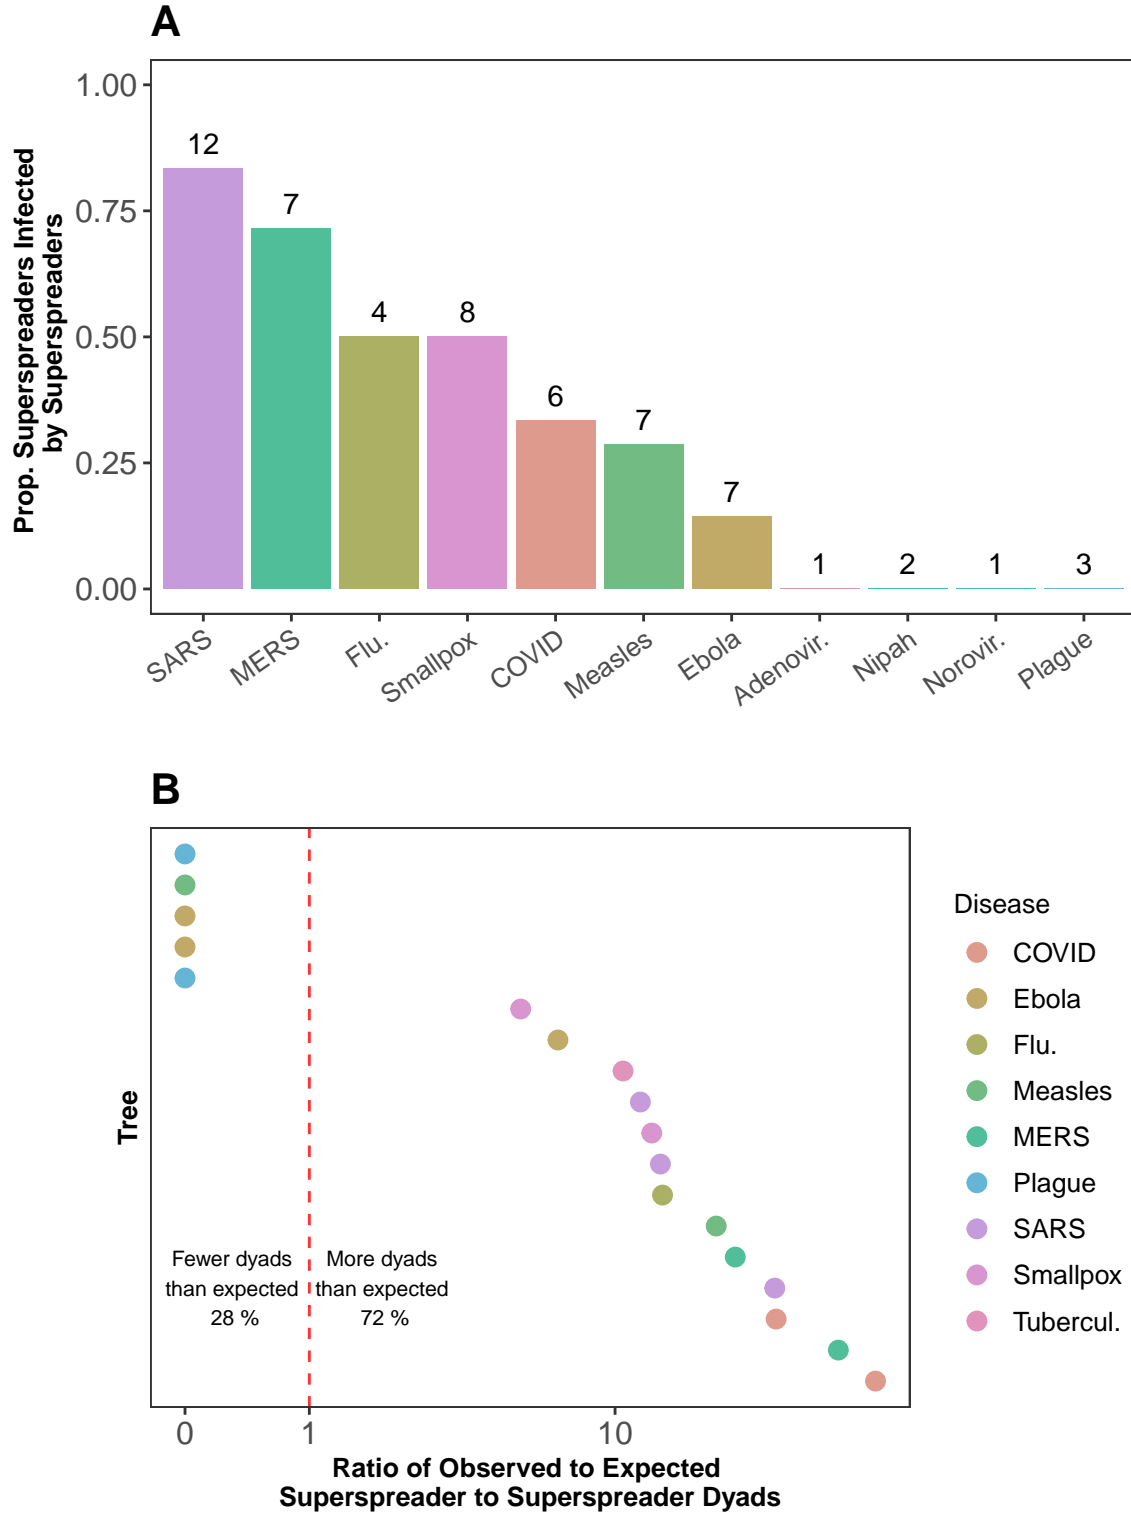 A
Prop. Superspreaders Infected
by Superspreaders
1.00
0.75
0.50
0.25
0.00
12
7
4
8
6
7
7
1
2
1
3
SARS
MERS
Flu.
Smallpox
COVID
Measles
Ebola
Adenovir.
Nipah
Norovir.
Plague
B
Tree
Fewer dyads
than expected
28 %
More dyads
than expected
72 %
0
1
10
Ratio of Observed to Expected
Superspreader to Superspreader Dyads
Disease
COVID
Ebola
Flu.
Measles
MERS
Plague
SARS
Smallpox
Tubercul.